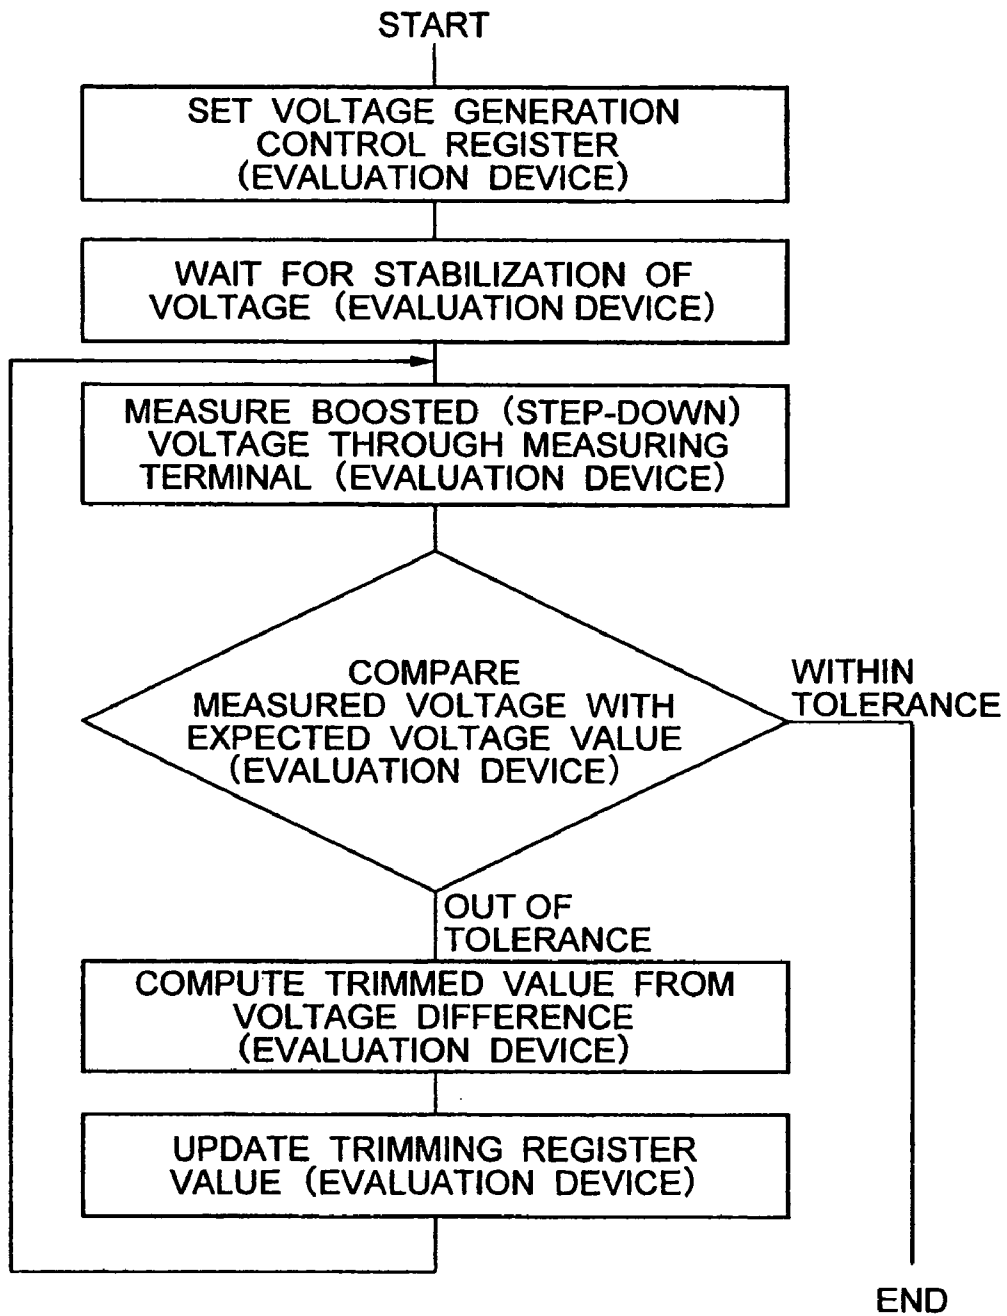 START
SET VOLTAGE GENERATION
CONTROL REGISTER
(EVALUATION DEVICE)
WAIT FOR STABILIZATION OF
VOLTAGE (EVALUATION DEVICE)
MEASURE BOOSTED (STEP-DOWN)
VOLTAGE THROUGH MEASURING
TERMINAL (EVALUATION DEVICE)
COMPARE
MEASURED VOLTAGE WITH
EXPECTED VOLTAGE VALUE
(EVALUATION DEVICE)
WITHIN
TOLERANCE
OUT OF
TOLERANCE
COMPUTE TRIMMED VALUE FROM
VOLTAGE DIFFERENCE
(EVALUATION DEVICE)
UPDATE TRIMMING REGISTER
VALUE (EVALUATION DEVICE)
END